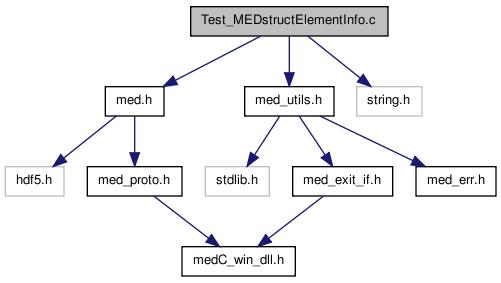 Test_MEDstructElementInfo.c
med.h
med_utils.h
string.h
hdf5.h
med_proto.h
stdlib.h
med_exit_if.h
med_err.h
medC_win_dll.h